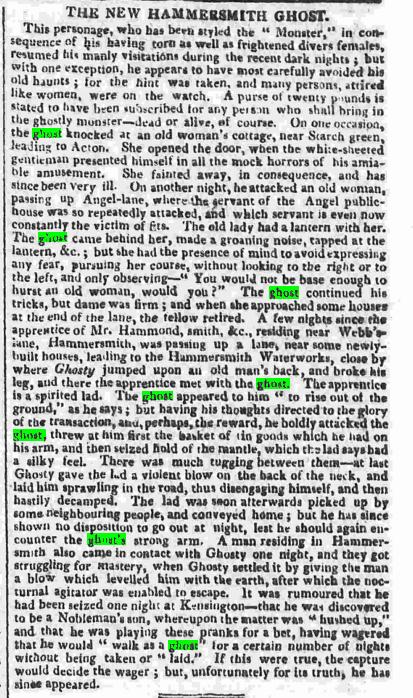 THE NEW HAMMERSMITH GHOST.
This personage, who has been styled the "Monster," in con-
sequence of his having torn as well as frightened divers females,
resumed his manly visitations during the recent dark nights; but
with one exception, he appears to have most carefully avoided his
old haunts; for the hint was taken, and many persons, attired
like women, were on the watch. A purse of twenty pounds is
stated to have been subscribed for any person who shall bring in
the ghostly monster—dead or alive, of course. On one occasion,
the ghost knocked at an old woman's cottage, near Starch green,
leading to Acton. She opened the door, when the white-sheeted
gentleman presented himself in all the mock horrors of his amia-
ble amusement. She fainted away, in consequence, and has
since been very ill. On another night, he attacked an old woman,
passing up Angel-lane, where the servant of the Angel public-
house was so repeatedly attacked, and which servant is even now
constantly the victim of fits. The old lady had a lantern with her.
The ghost came behind her, made a groaning noise, tapped at the
lantern, &c.; but she had the presence of mind to avoid expressing
any fear, pursuing her course, without looking to the right or to
the left, and only observing—"You would not be base enough to
hurst an old woman, would you?" The ghost continued his
tricks, but dame was firm; and when she approached some houses
at the end of the lane, the fellow retired. A few nights since the
apprentice of Mr. Hammond, smith, &c., residing near Webb's-
lane, Hammersmith, was passing up a lane, near some newly-
built houses, leading to the Hammersmith Waterworks, close by
where Ghosty jumped upon an old man's back, and broke his
leg, and there the apprentice met with the ghost. The apprentice
is a spirited lad. The ghost appeared to him "to rise out of the
ground," as he says; but having his thoughts directed to the glory
of the transaction, and, perhaps, the reward, he boldly attacked the
ghost, threw at him first the basket of tin goods which he had on
his arm, and then seized hold of the mantle, which the lad says had
a silky feel. There was much tugging between them—at last
Ghosty gave the lad a violent blow on the back of the neck, and
laid him sprawling in the road, thus disengaging himself, and then
hastily decamped. The lad was soon afterwards picked up by
some neighbouring people, and conveyed home; but he has since
shown no disposition to go out at night, lest he should again en-
counter the ghost's strong arm. A man residing in Hammer-
smith also came in contact with Ghosty one night, and they got
struggling for mastery, when Ghosty settled it by giving the man
a blow which levelled him with the earth, after which the noc-
turnal agitator was enabled to escape. It was rumoured that he
had been seized one night at Kensington—that he was discovered
to be a Nobleman's son, whereupon the matter was "hushed up,"
and that he was playing these pranks for a bet, having wagered
that he would "walk as a ghost" for a certain number of nights
without being taken or "laid." If this were true, the capture
would decide the wager; but, unfortunately for its truth, he has
since appeared.